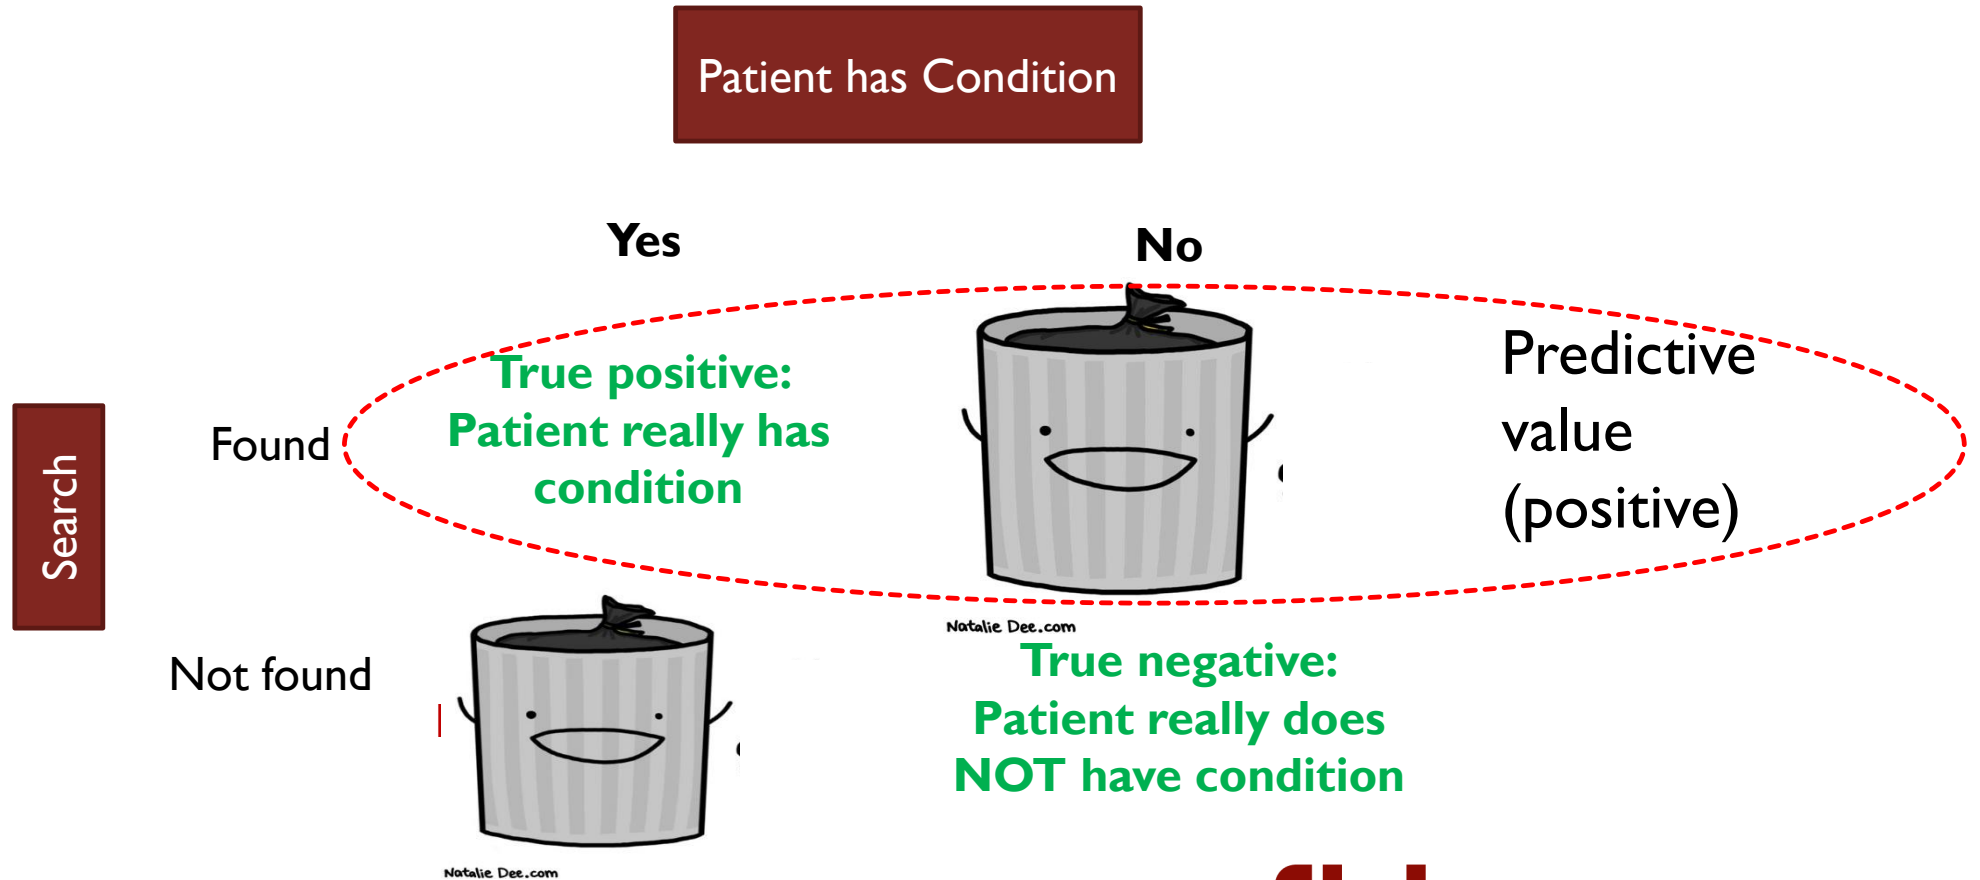 Patient has Condition
Yes
No
True positive:
Patient really has
condition
Predictive
value
(positive)
Found
Search
Natalie Dee.com
Not found
True negative:
Patient really does
NOT have condition
Natalie Dee.com